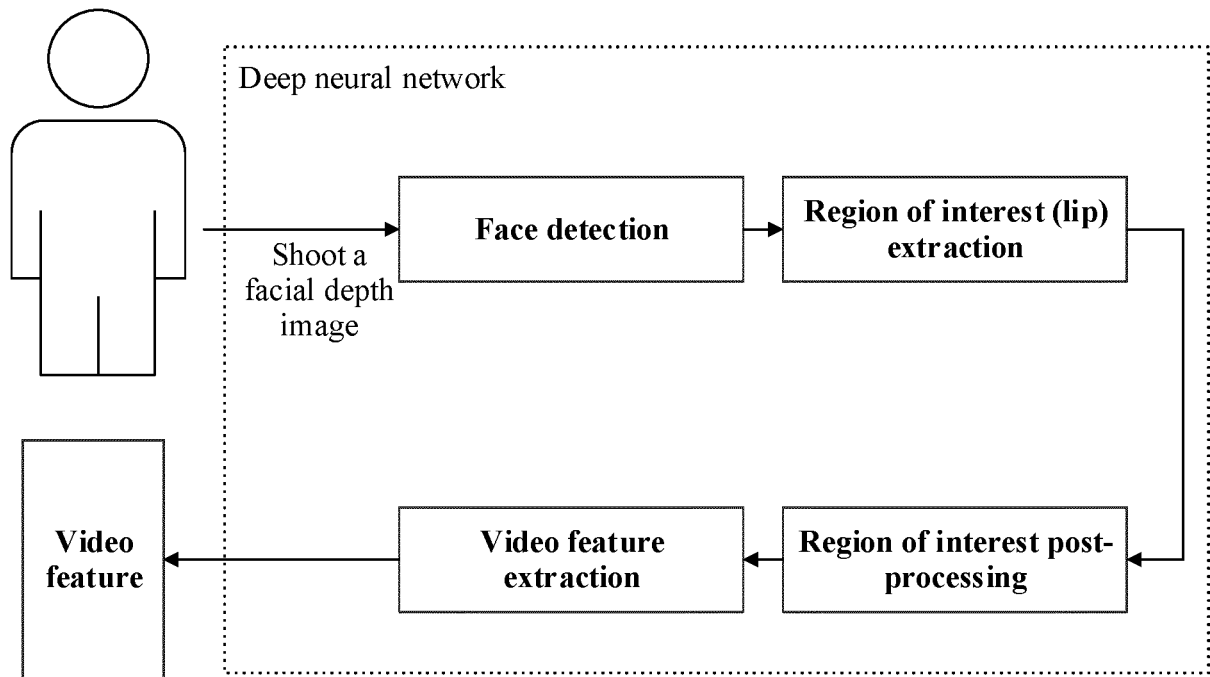 Deep neural network
Face detection
Region of interest (lip)
extraction
Shoot a
facial depth
image
Video
feature
Video feature
extraction
Region of interest post-
processing